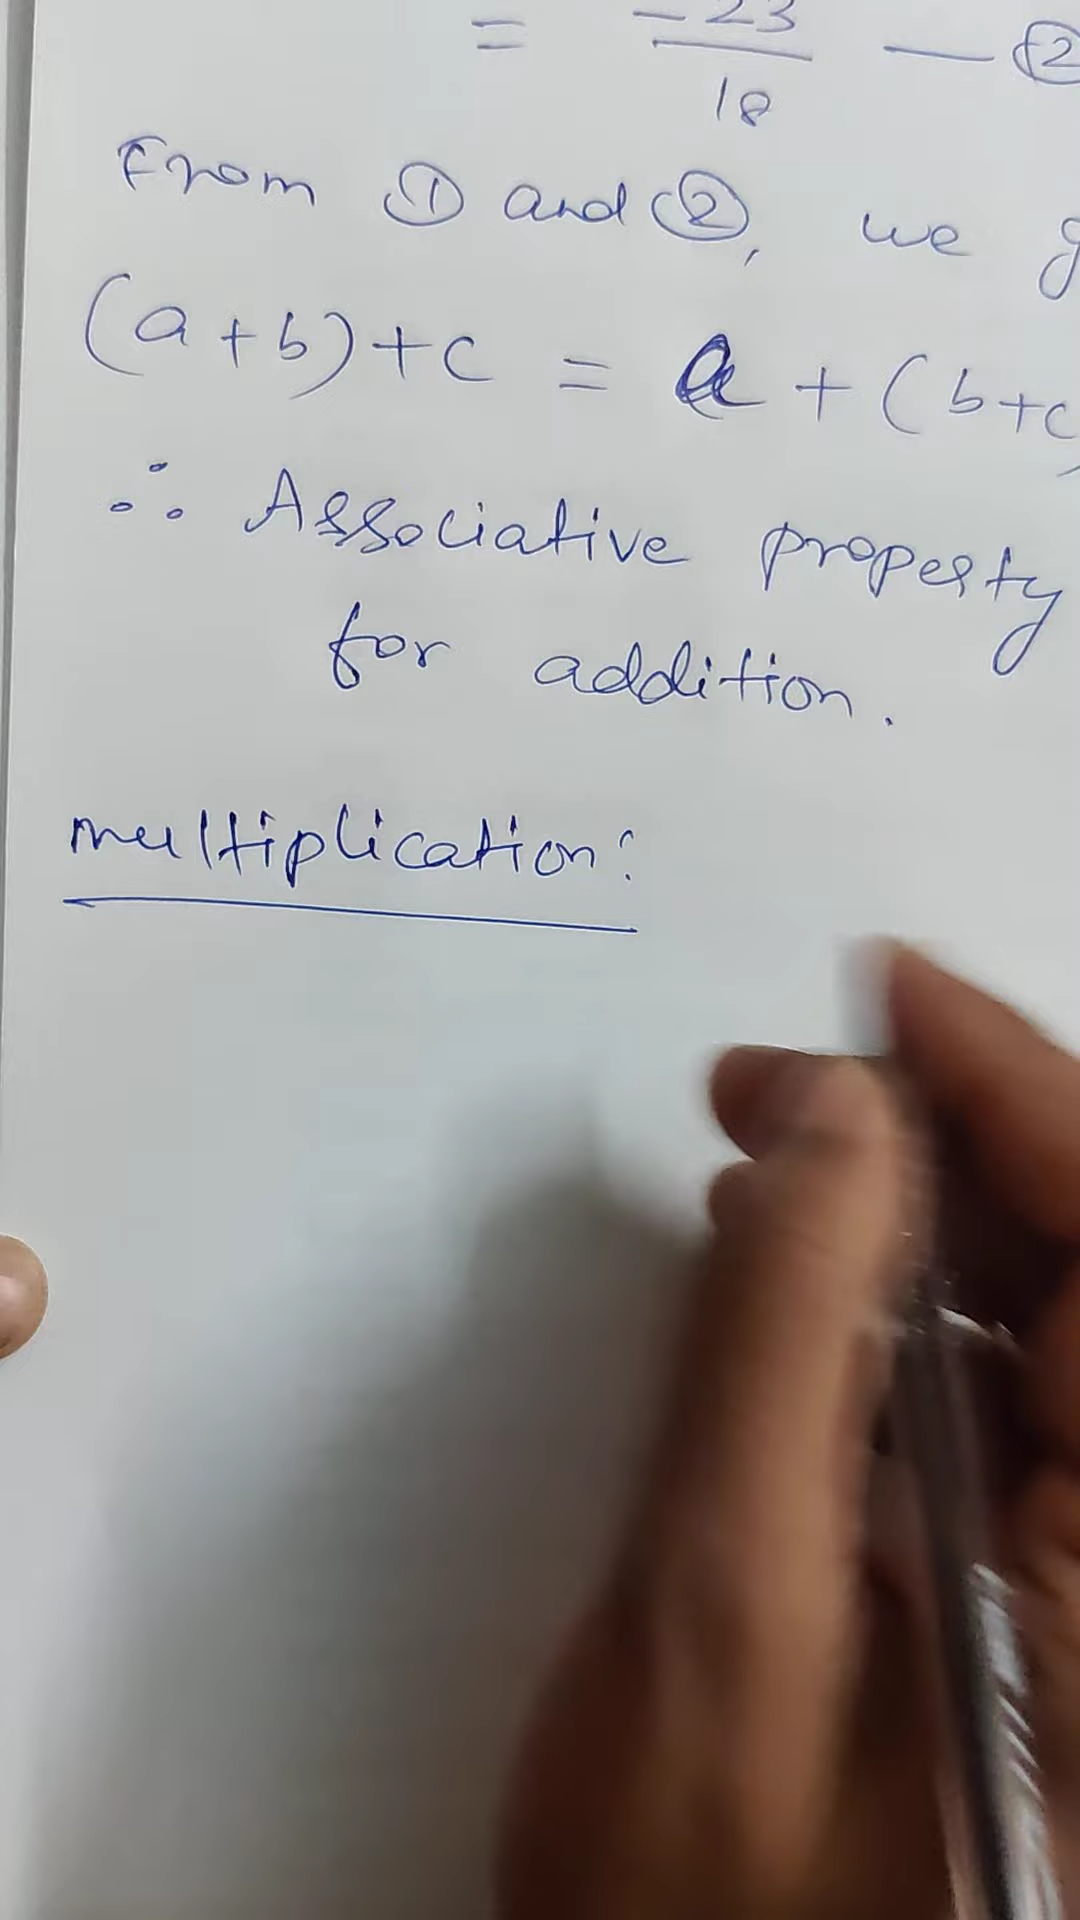 = -23/18 — ②
From ① and ②, we
(a+b)+c = a + (b+c)
∴ Associative property
for addition.
multiplication: